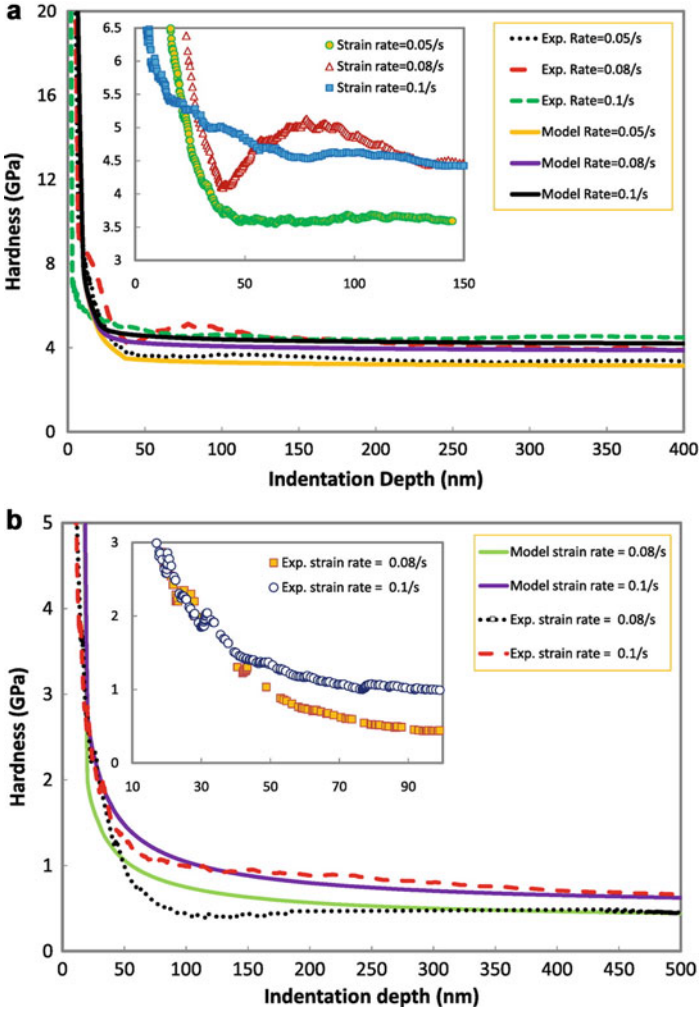 a
20
16
12
8
4
0
Hardness (GPa)
0 50 100 150 200 250 300 350 400
Indentation Depth (nm)
6.5
6
5.5
5
4.5
4
3.5
3
0 50 100 150
Strain rate=0.05/s
Strain rate=0.08/s
Strain rate=0.1/s
Exp. Rate=0.05/s
Exp. Rate=0.08/s
Exp. Rate=0.1/s
Model Rate=0.05/s
Model Rate=0.08/s
Model Rate=0.1/s
b
5
4
3
2
1
0
Hardness (GPa)
0 50 100 150 200 250 300 350 400 450 500
Indentation depth (nm)
3
2
1
0
10 30 50 70 90
Exp. strain rate = 0.08/s
Exp. strain rate = 0.1/s
Model strain rate = 0.08/s
Model strain rate = 0.1/s
Exp. strain rate = 0.08/s
Exp. strain rate = 0.1/s